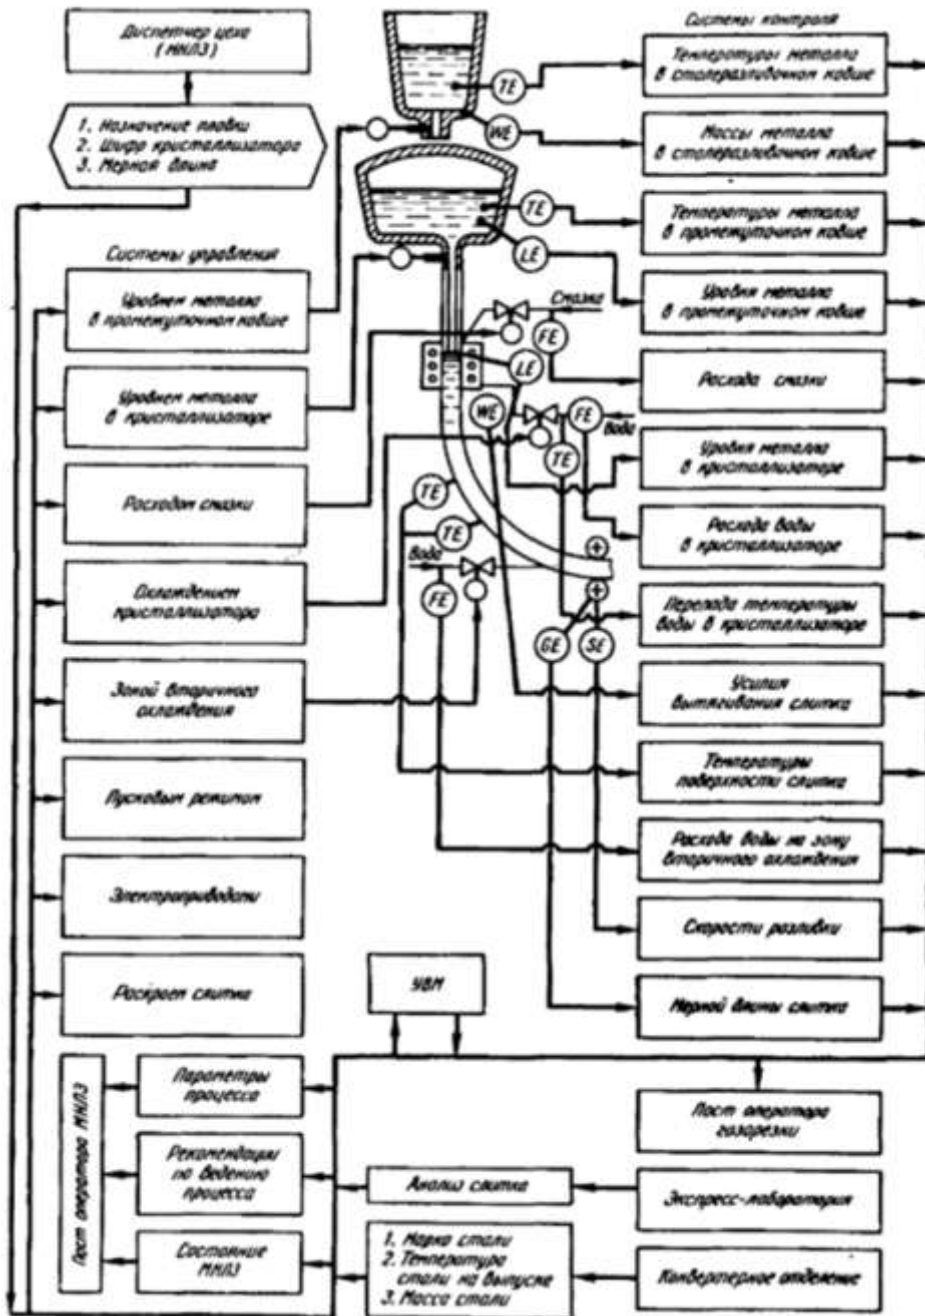 Диспетчер цеха
(МНЛЗ)
1. Назначение плавки
2. Шифр кристаллизатора
3. Мерная длина
Системы управления
Уровнем металла
в промежуточном ковше
Уровнем металла
в кристаллизаторе
Расходом смазки
Охлаждением
кристаллизатора
Зоной вторичного
охлаждения
Пусковым режимом
Электроприводами
Раскроем слитка
TE
WE
TE
LE
Смазка
FE
LE
WE
FE
Вода
TE
TE
TE
Вода
FE
GE
SE
Системы контроля
Температуры металла
в сталеразливочном ковше
Массы металла
в сталеразливочном ковше
Температуры металла
в промежуточном ковше
Уровня металла
в промежуточном ковше
Расхода смазки
Уровня металла
в кристаллизаторе
Расхода воды
в кристаллизаторе
Перепада температуры
воды в кристаллизаторе
Усилия
вытягивания слитка
Температуры
поверхности слитка
Расхода воды на зону
вторичного охлаждения
Скорости разливки
Мерной длины слитка
УВМ
Пост оператора МНЛЗ
Параметры
процесса
Рекомендации
по ведению
процесса
Состояние
МНЛЗ
Анализ слитка
1. Марка стали
2. Температура
стали на выпуске
3. Масса стали
Пост оператора
газорезки
Экспресс-лаборатория
Конвертерное отделение